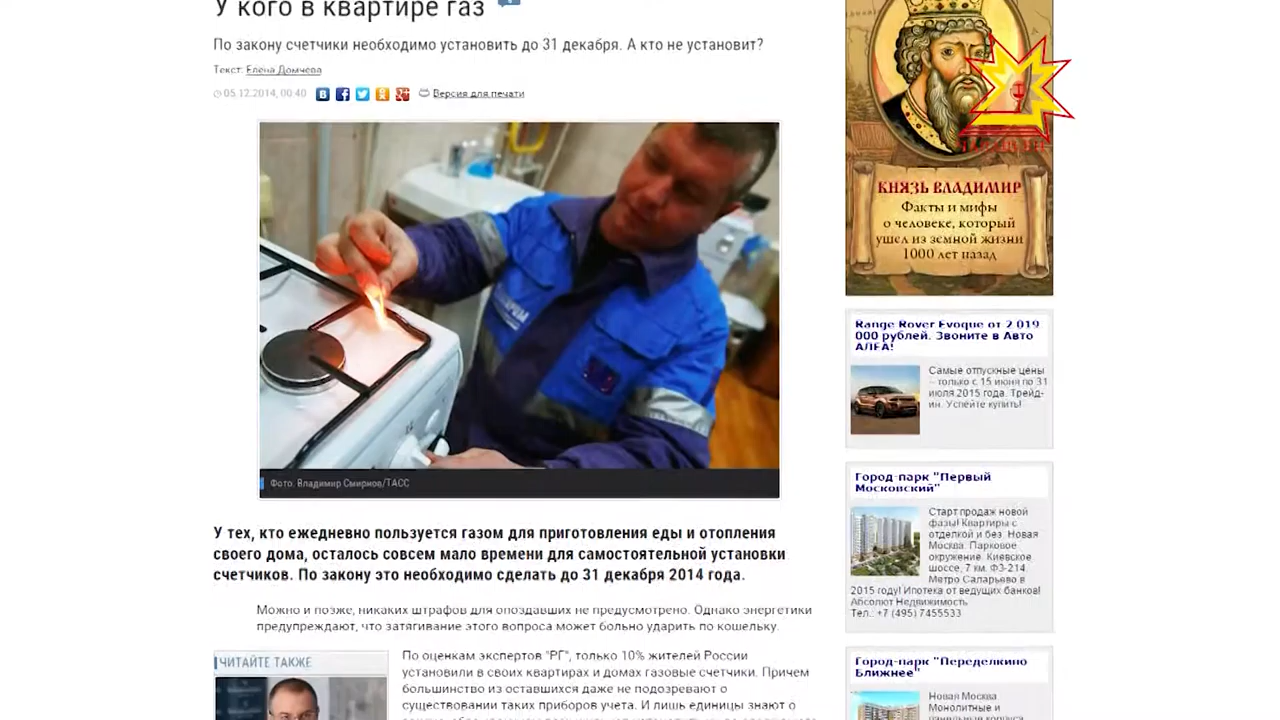 У кого в квартире газ
По закону счетчики необходимо установить до 31 декабря. А кто не установит?
Текст: Елена Домчева
05.12.2014, 00:40 Версия для печати
Фото: Владимир Смирнов/ТАСС
У тех, кто ежедневно пользуется газом для приготовления еды и отопления
своего дома, осталось совсем мало времени для самостоятельной установки
счетчиков. По закону это необходимо сделать до 31 декабря 2014 года.
Можно и позже, никаких штрафов для опоздавших не предусмотрено. Однако энергетики
предупреждают, что затягивание этого вопроса может больно ударить по кошельку.
ЧИТАЙТЕ ТАКЖЕ
По оценкам экспертов "РГ", только 10% жителей России
установили в своих квартирах и домах газовые счетчики. Причем
большинство из оставшихся даже не подозревают о
существовании таких приборов учета. И лишь единицы знают о
КНЯЗЬ ВЛАДИМИР
Факты и мифы
о человеке, который
ушел из земной жизни
1000 лет назад
Range Rover Evoque от 2 019
000 рублей. Звоните в Авто
АЛЕА!
Самые отпускные цены
– только с 15 июня по 31
июля 2015 года. Трейд-
ин. Успейте купить!
Город-парк "Первый
Московский"
Старт продаж новой
фазы! Квартиры с
отделкой и без. Новая
Москва. Парковое
окружение. Киевское
шоссе, 7 км. ФЗ-214.
Метро Саларьево в
2015 году! Ипотека от ведущих банков!
Абсолют Недвижимость
Тел.: +7 (495) 7455533
Город-парк "Переделкино
Ближнее"
Новая Москва
Монолитные и